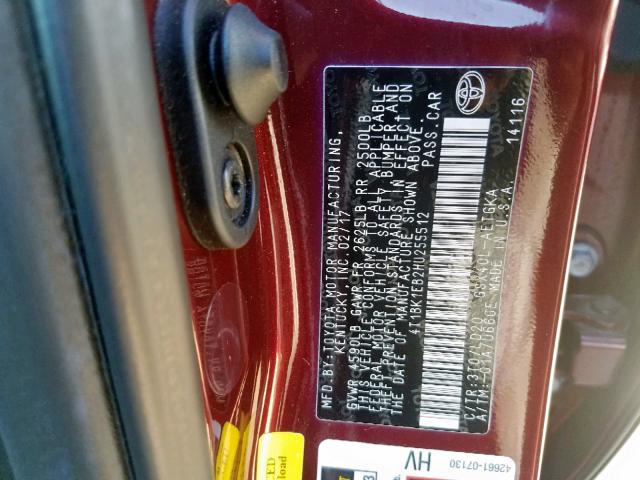 MFD.BY:TOYOTA MOTOR MANUFACTURING,
KENTUCKY, INC. 02/17
GVWR 4590LB GAWR FR 2625LB RR 2500LB
THIS VEHICLE CONFORMS TO ALL APPLICABLE
FEDERAL MOTOR VEHICLE SAFETY, BUMPER AND
THEFT PREVENTION STANDARDS IN EFFECT ON
THE DATE OF MANUFACTURE SHOWN ABOVE.
4T1BK1EB2HU255512 PASS.CAR
C/TR:
A/TM:
MADE IN U.S.A.
14116
HV
42661-07130